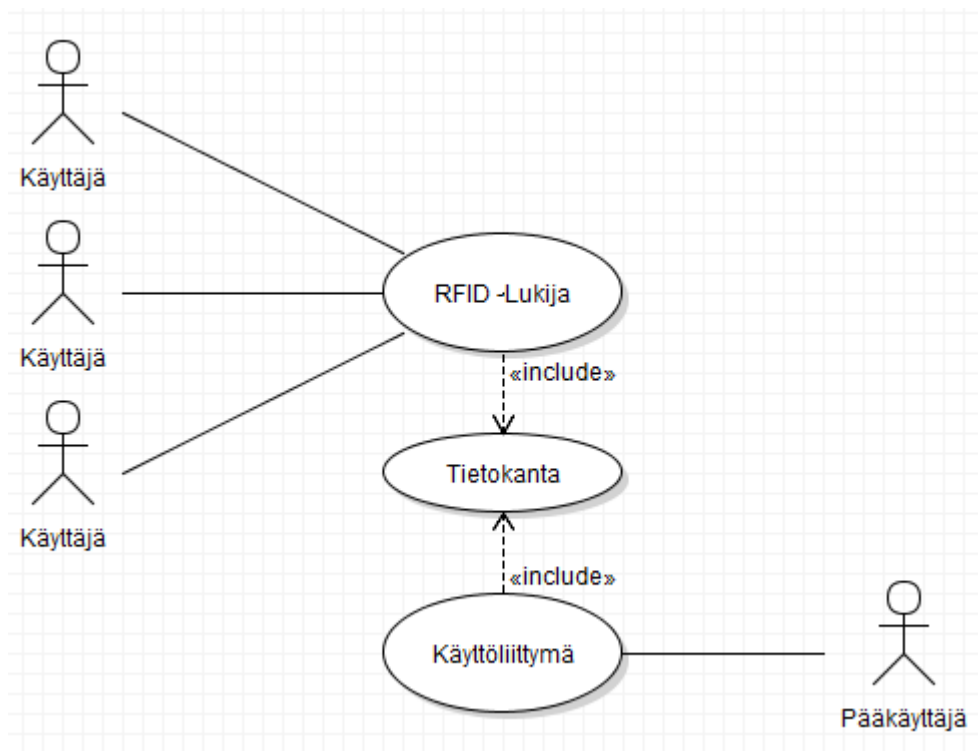 Käyttäjä
Käyttäjä
Käyttäjä
RFID -Lukija
«include»
Tietokanta
«include»
Käyttöliittymä
Pääkäyttäjä